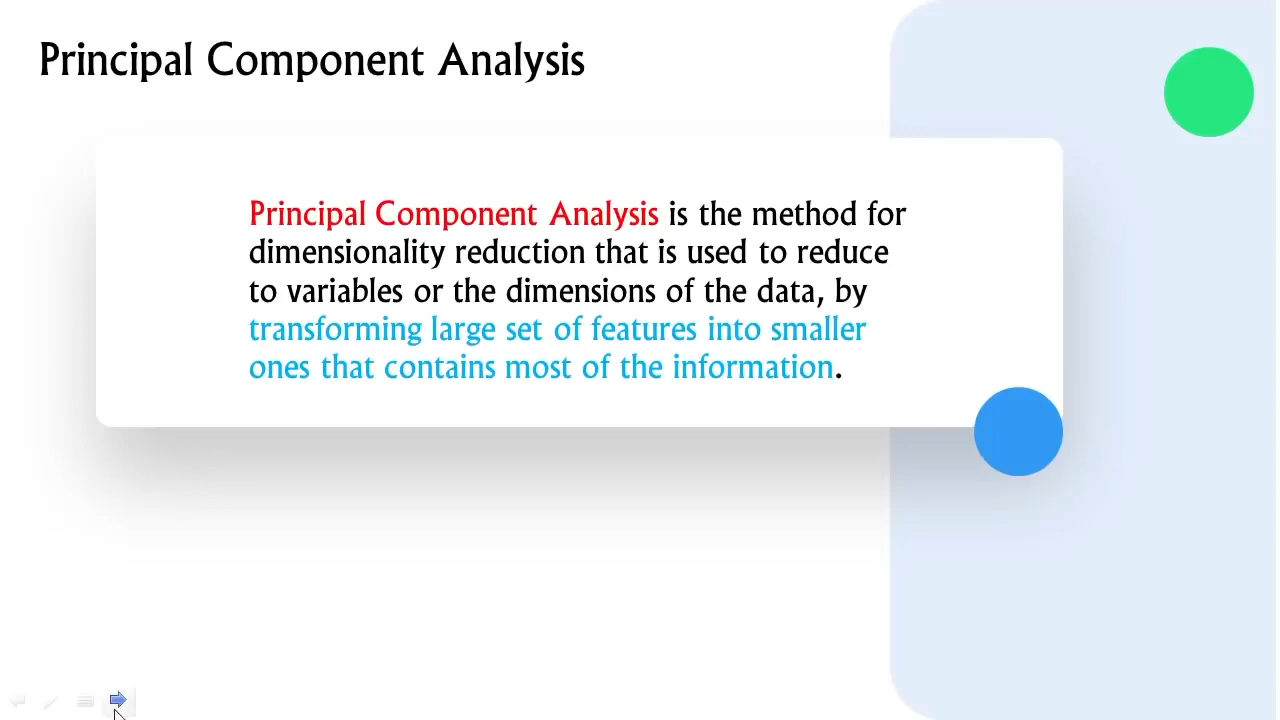 Principal Component Analysis
Principal Component Analysis is the method for
dimensionality reduction that is used to reduce
to variables or the dimensions of the data, by
transforming large set of features into smaller
ones that contains most of the information.